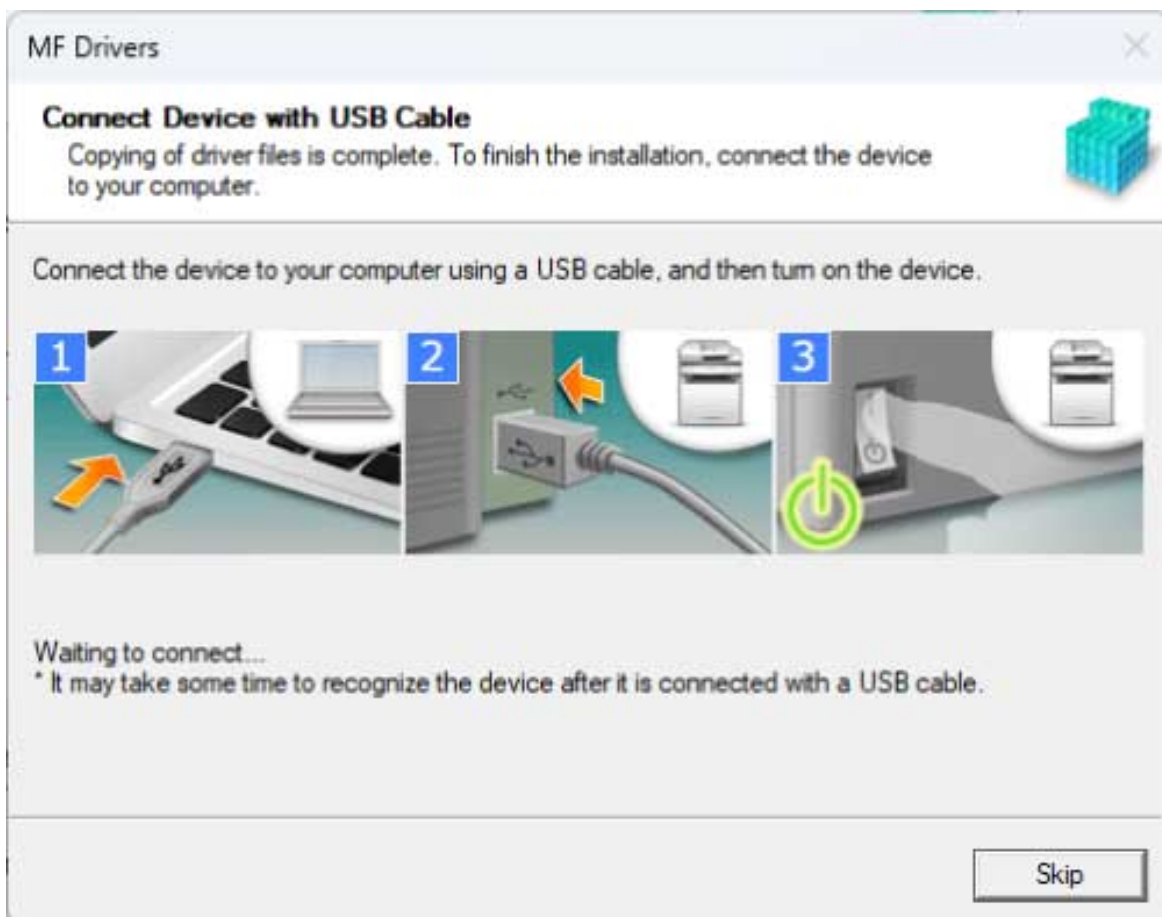 MF Drivers
Connect Device with USB Cable
Copying of driver files is complete. To finish the installation, connect the device
to your computer.
Connect the device to your computer using a USB cable, and then turn on the device.
1
2
3
Waiting to connect...
* It may take some time to recognize the device after it is connected with a USB cable.
Skip